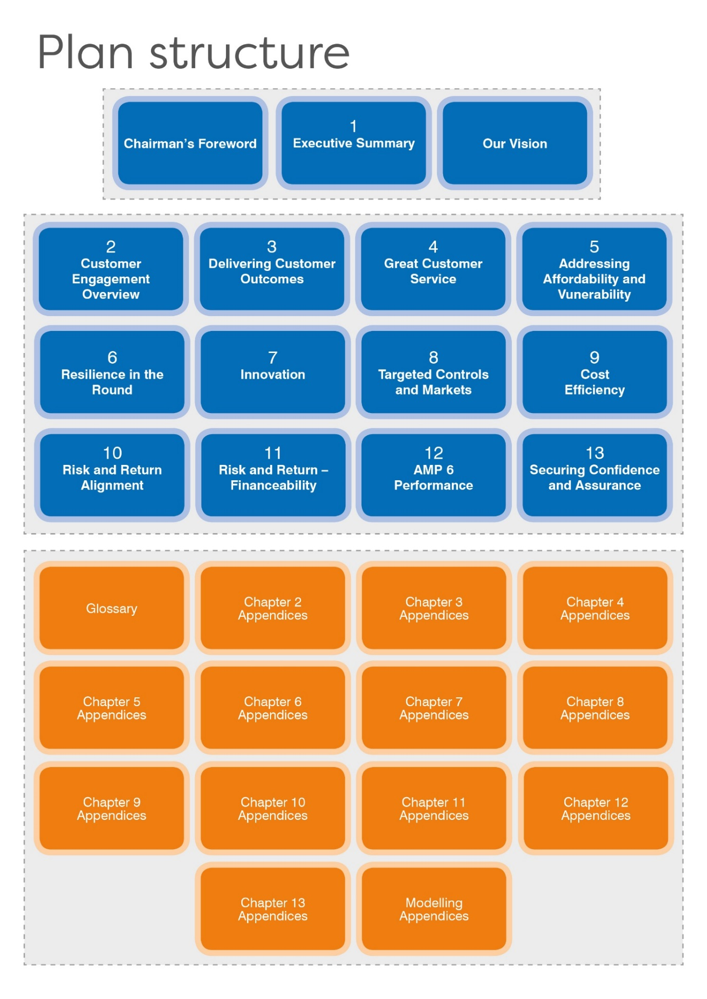 Plan structure
Chairman’s Foreword
1
Executive Summary
Our Vision
2
Customer
Engagement
Overview
3
Delivering Customer
Outcomes
4
Great Customer
Service
5
Addressing
Affordability and
Vunerability
6
Resilience in the
Round
7
Innovation
8
Targeted Controls
and Markets
9
Cost
Efficiency
10
Risk and Return
Alignment
11
Risk and Return –
Financeability
12
AMP 6
Performance
13
Securing Confidence
and Assurance
Glossary
Chapter 2
Appendices
Chapter 3
Appendices
Chapter 4
Appendices
Chapter 5
Appendices
Chapter 6
Appendices
Chapter 7
Appendices
Chapter 8
Appendices
Chapter 9
Appendices
Chapter 10
Appendices
Chapter 11
Appendices
Chapter 12
Appendices
Chapter 13
Appendices
Modelling
Appendices